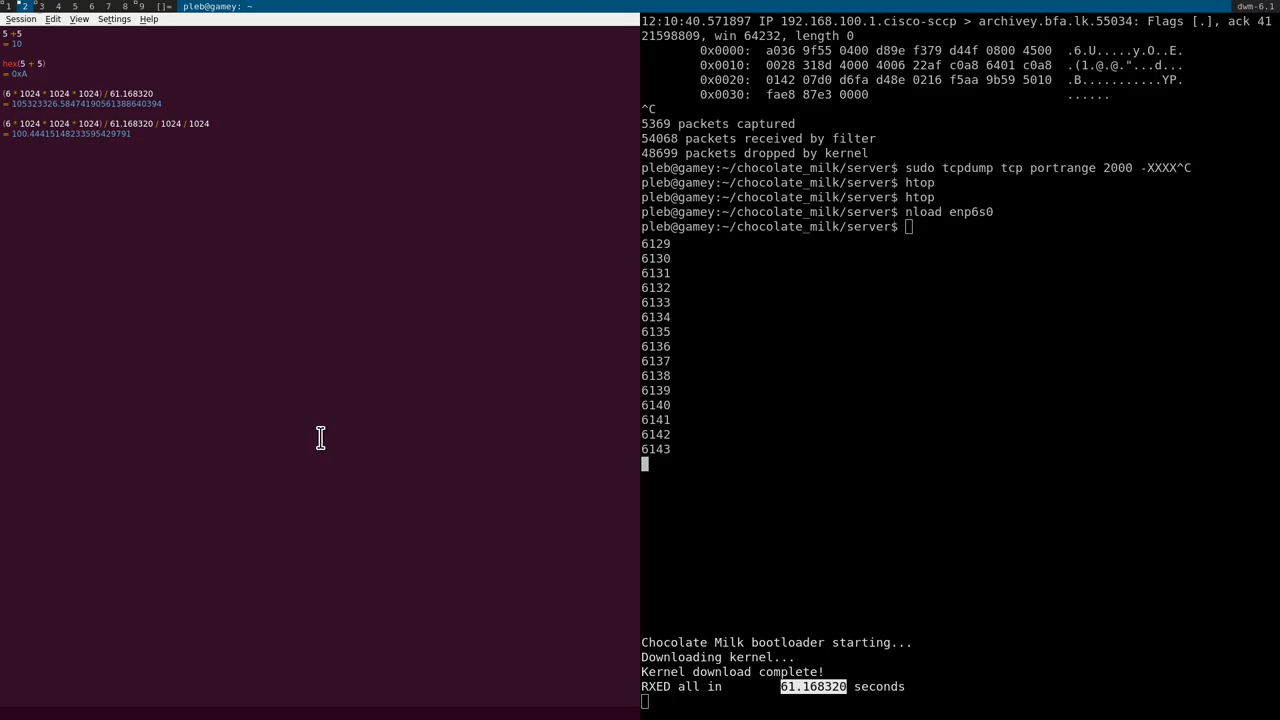 1 2 3 4 5 6 7 8 9 []= pleb@gamey: ~ dwm-6.1
Session Edit View Settings Help
5 +5
= 10
hex(5 + 5)
= 0xA
(6 * 1024 * 1024 * 1024) / 61.168320
= 105323326.58474190561388640394
(6 * 1024 * 1024 * 1024) / 61.168320 / 1024 / 1024
= 100.44415148233595429791
12:10:40.571897 IP 192.168.100.1.cisco-sccp > archivey.bfa.lk.55034: Flags [.], ack 41
21598809, win 64232, length 0
0x0000: a036 9f55 0400 d89e f379 d44f 0800 4500 .6.U.....y.O..E.
0x0010: 0028 318d 4000 4006 22af c0a8 6401 c0a8 .(1.@.@."...d...
0x0020: 0142 07d0 d6fa d48e 0216 f5aa 9b59 5010 .B...........YP.
0x0030: fae8 87e3 0000 ......
^C
5369 packets captured
54068 packets received by filter
48699 packets dropped by kernel
pleb@gamey:~/chocolate_milk/server$ sudo tcpdump tcp portrange 2000 -XXXX^C
pleb@gamey:~/chocolate_milk/server$ htop
pleb@gamey:~/chocolate_milk/server$ htop
pleb@gamey:~/chocolate_milk/server$ nload enp6s0
pleb@gamey:~/chocolate_milk/server$
6129
6130
6131
6132
6133
6134
6135
6136
6137
6138
6139
6140
6141
6142
6143
Chocolate Milk bootloader starting...
Downloading kernel...
Kernel download complete!
RXED all in 61.168320 seconds